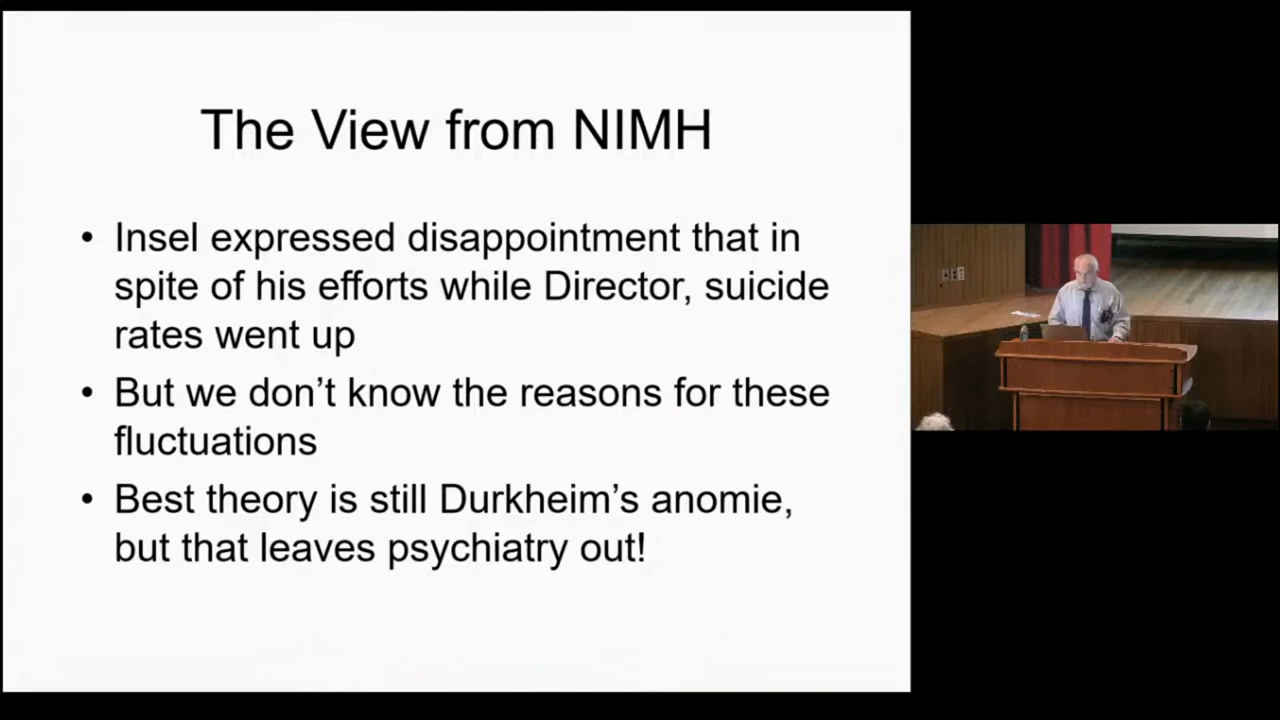 The View from NIMH
• Insel expressed disappointment that in
spite of his efforts while Director, suicide
rates went up
• But we don’t know the reasons for these
fluctuations
• Best theory is still Durkheim’s anomie,
but that leaves psychiatry out!